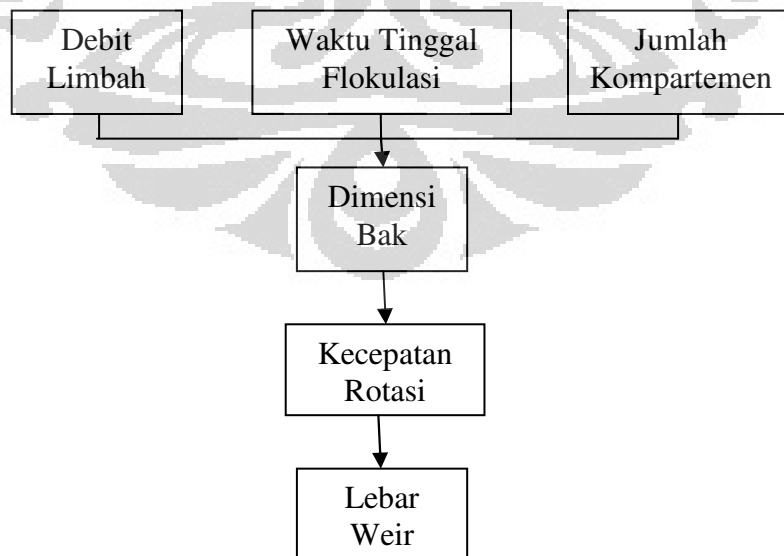 Debit
Limbah
Waktu Tinggal
Flokulasi
Jumlah
Kompartemen
Dimensi
Bak
Kecepatan
Rotasi
Lebar
Weir